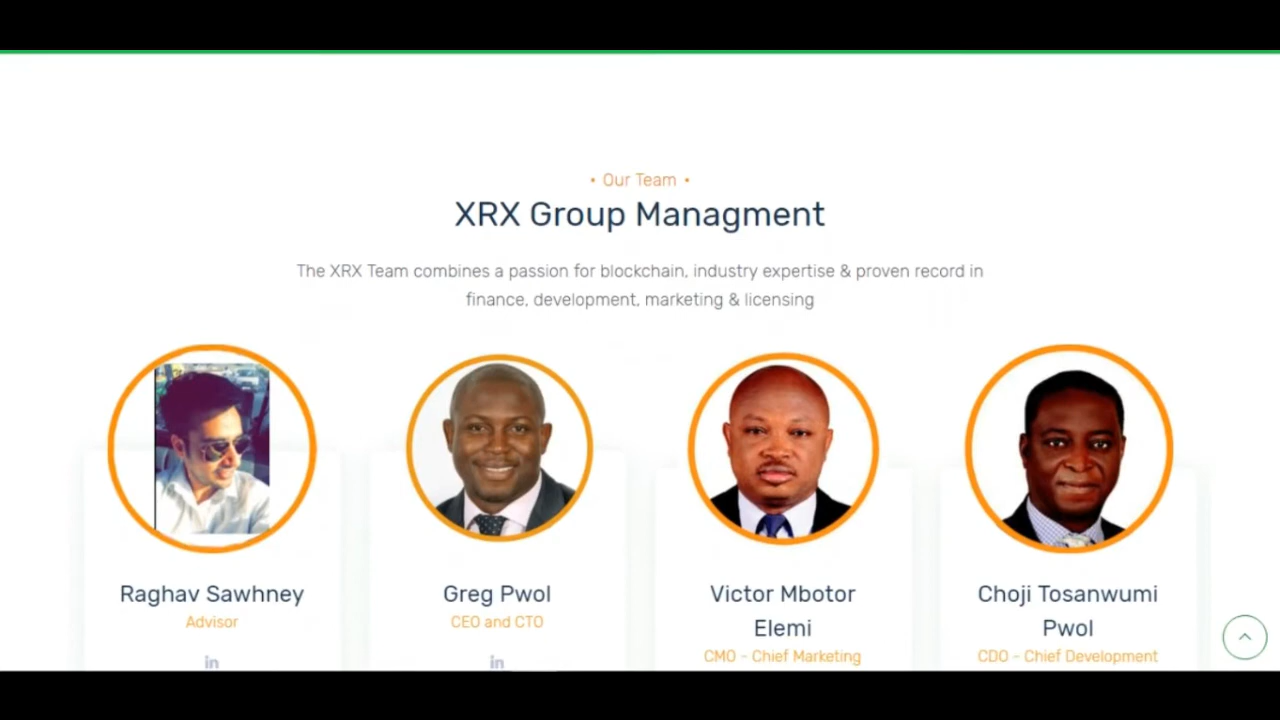 • Our Team •
XRX Group Managment
The XRX Team combines a passion for blockchain, industry expertise & proven record in
finance, development, marketing & licensing
Raghav Sawhney
Advisor
in
Greg Pwol
CEO and CTO
in
Victor Mbotor
Elemi
CMO - Chief Marketing
Choji Tosanwumi
Pwol
CDO - Chief Development